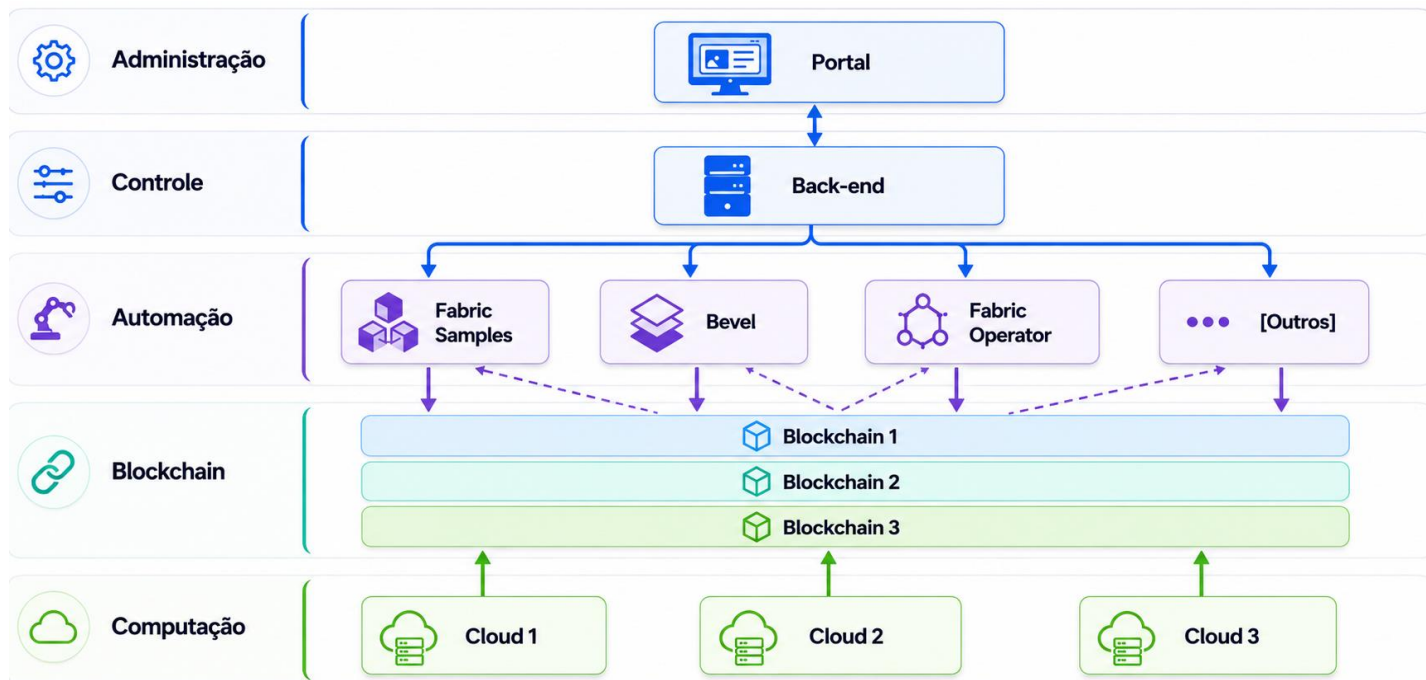 Administração
Portal
Controle
Back-end
Automação
Fabric
Samples
Bevel
Fabric
Operator
[Outros]
Blockchain
Blockchain 1
Blockchain 2
Blockchain 3
Computação
Cloud 1
Cloud 2
Cloud 3